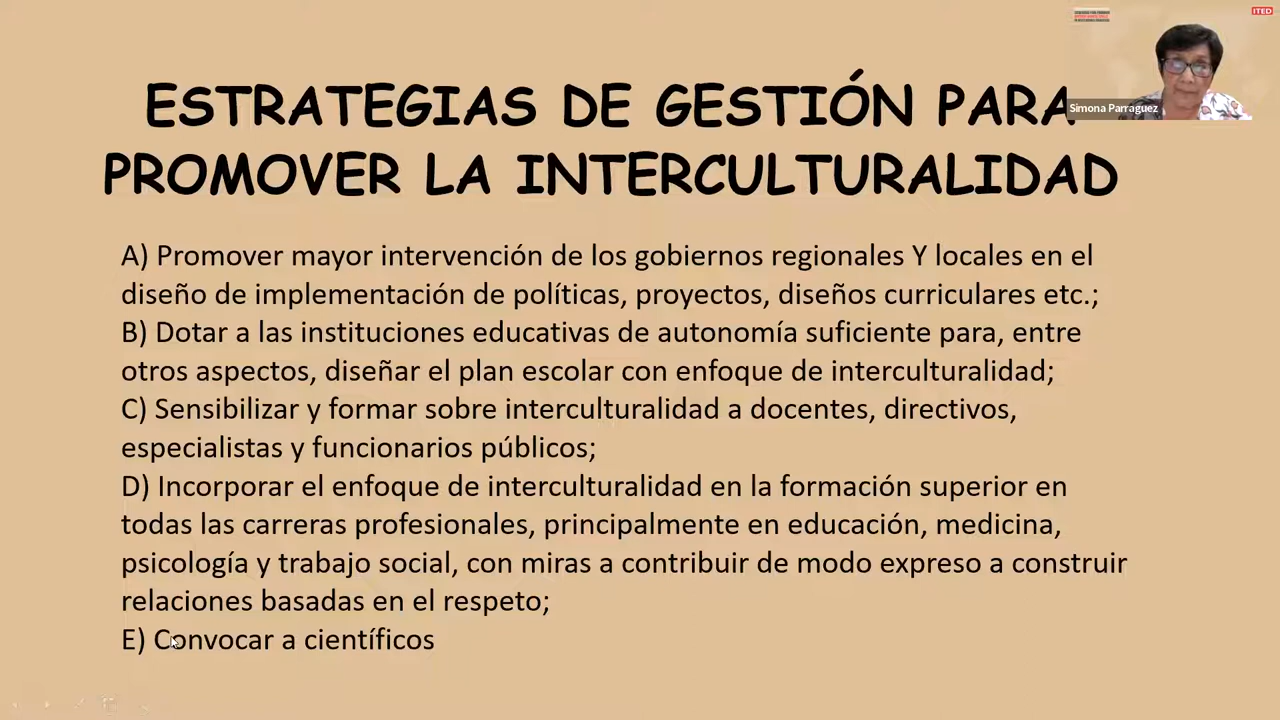 ITED
Simona Parraguez
ESTRATEGIAS DE GESTIÓN PARA
PROMOVER LA INTERCULTURALIDAD
A) Promover mayor intervención de los gobiernos regionales Y locales en el
diseño de implementación de políticas, proyectos, diseños curriculares etc.;
B) Dotar a las instituciones educativas de autonomía suficiente para, entre
otros aspectos, diseñar el plan escolar con enfoque de interculturalidad;
C) Sensibilizar y formar sobre interculturalidad a docentes, directivos,
especialistas y funcionarios públicos;
D) Incorporar el enfoque de interculturalidad en la formación superior en
todas las carreras profesionales, principalmente en educación, medicina,
psicología y trabajo social, con miras a contribuir de modo expreso a construir
relaciones basadas en el respeto;
E) Convocar a científicos